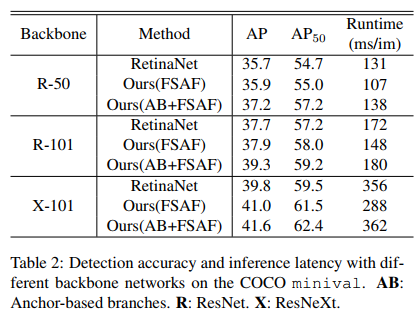 Backbone Method AP AP50 Runtime (ms/im)
RetinaNet 35.7 54.7 131
R-50 Ours(FSAF) 35.9 55.0 107
Ours(AB+FSAF) 37.2 57.2 138
RetinaNet 37.7 57.2 172
R-101 Ours(FSAF) 37.9 58.0 148
Ours(AB+FSAF) 39.3 59.2 180
RetinaNet 39.8 59.5 356
X-101 Ours(FSAF) 41.0 61.5 288
Ours(AB+FSAF) 41.6 62.4 362
Table 2: Detection accuracy and inference latency with dif-
ferent backbone networks on the COCO minival. AB:
Anchor-based branches. R: ResNet. X: ResNeXt.